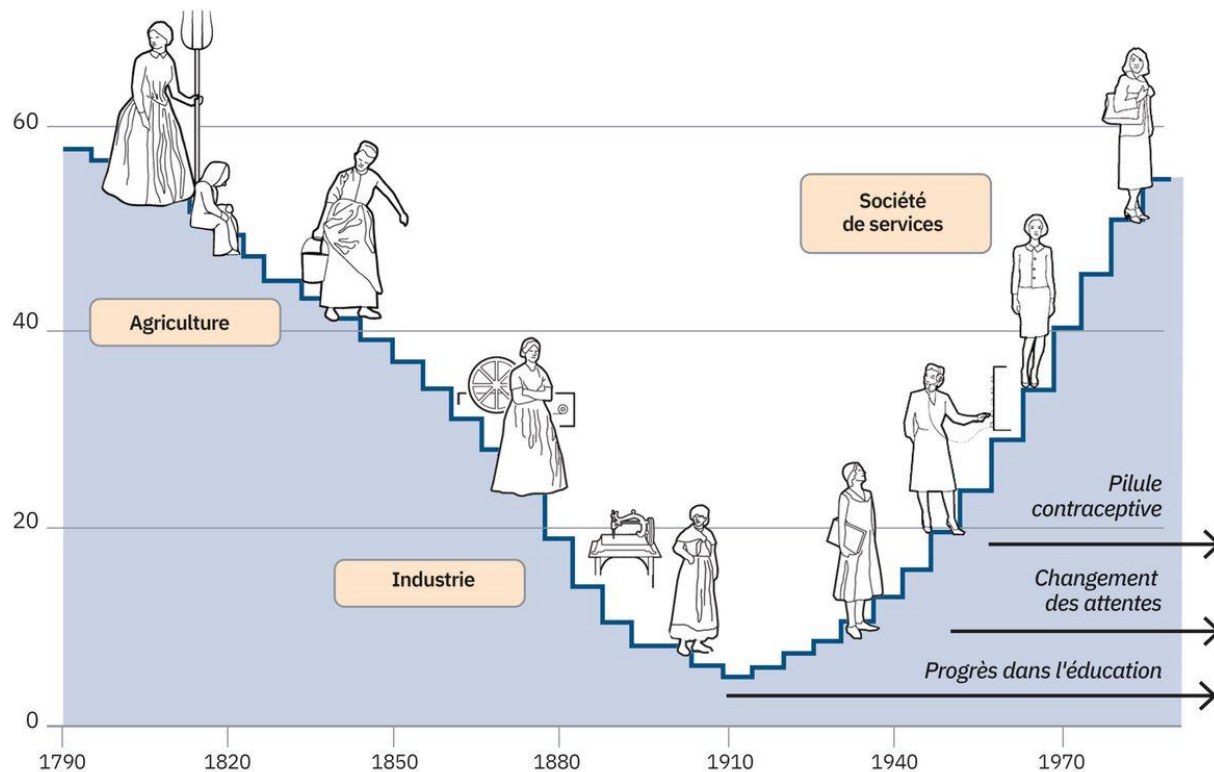 60
40
20
0
Agriculture
Industrie
Société
de services
Pilule
contraceptive
Changement
des attentes
Progrès dans l'éducation
1790
1820
1850
1880
1910
1940
1970